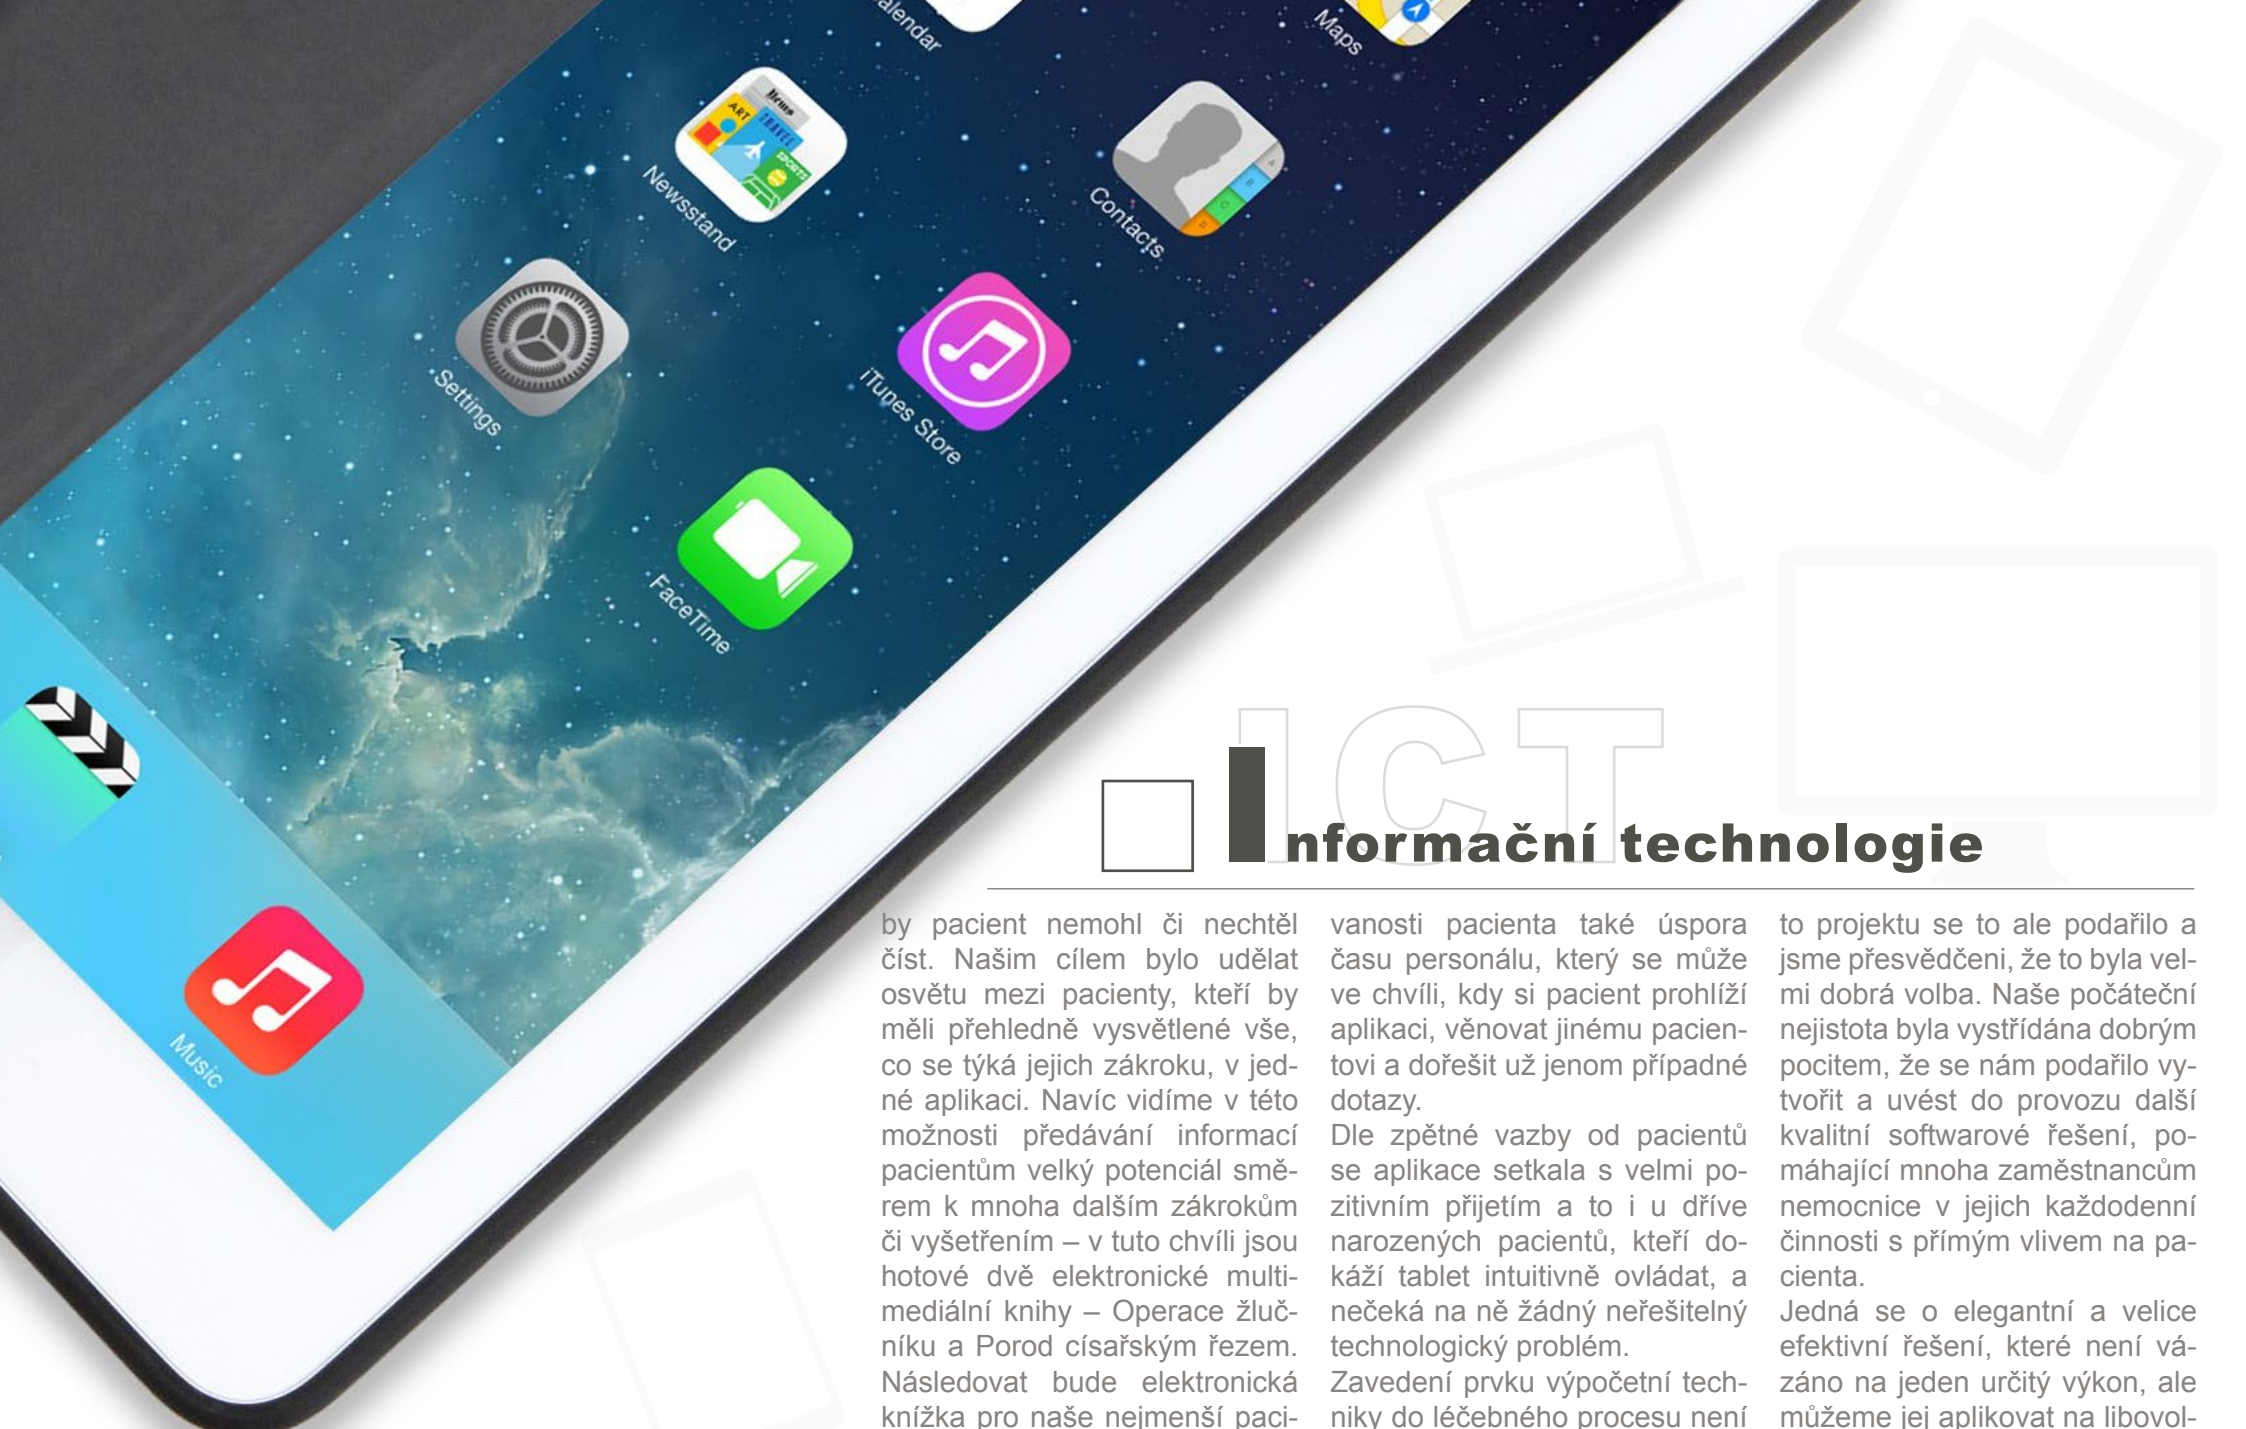 Calendar
Maps
News
ART
TRAVEL
SPORTS
Newsstand
A
B
C
D
Contacts
Settings
iTunes Store
FaceTime
Music
ICT
Informační technologie
by pacient nemohl či nechtěl
číst. Našim cílem bylo udělat
osvětu mezi pacienty, kteří by
měli přehledně vysvětlené vše,
co se týká jejich zákroku, v jed-
né aplikaci. Navíc vidíme v této
možnosti předávání informací
pacientům velký potenciál smě-
rem k mnoha dalším zákrokům
či vyšetřením – v tuto chvíli jsou
hotové dvě elektronické multi-
mediální knihy – Operace žluč-
níku a Porod císařským řezem.
Následovat bude elektronická
knížka pro naše nejmenší paci-
vanosti pacienta také úspora
času personálu, který se může
ve chvíli, kdy si pacient prohlíží
aplikaci, věnovat jinému pacien-
tovi a dořešit už jenom případné
dotazy.
Dle zpětné vazby od pacientů
se aplikace setkala s velmi po-
zitivním přijetím a to i u dříve
narozených pacientů, kteří do-
káží tablet intuitivně ovládat, a
nečeká na ně žádný neřešitelný
technologický problém.
Zavedení prvku výpočetní tech-
niky do léčebného procesu není
to projektu se to ale podařilo a
jsme přesvědčeni, že to byla vel-
mi dobrá volba. Naše počáteční
nejistota byla vystřídána dobrým
pocitem, že se nám podařilo vy-
tvořit a uvést do provozu další
kvalitní softwarové řešení, po-
máhající mnoha zaměstnancům
nemocnice v jejich každodenní
činnosti s přímým vlivem na pa-
cienta.
Jedná se o elegantní a velice
efektivní řešení, které není vá-
záno na jeden určitý výkon, ale
můžeme jej aplikovat na libovol-